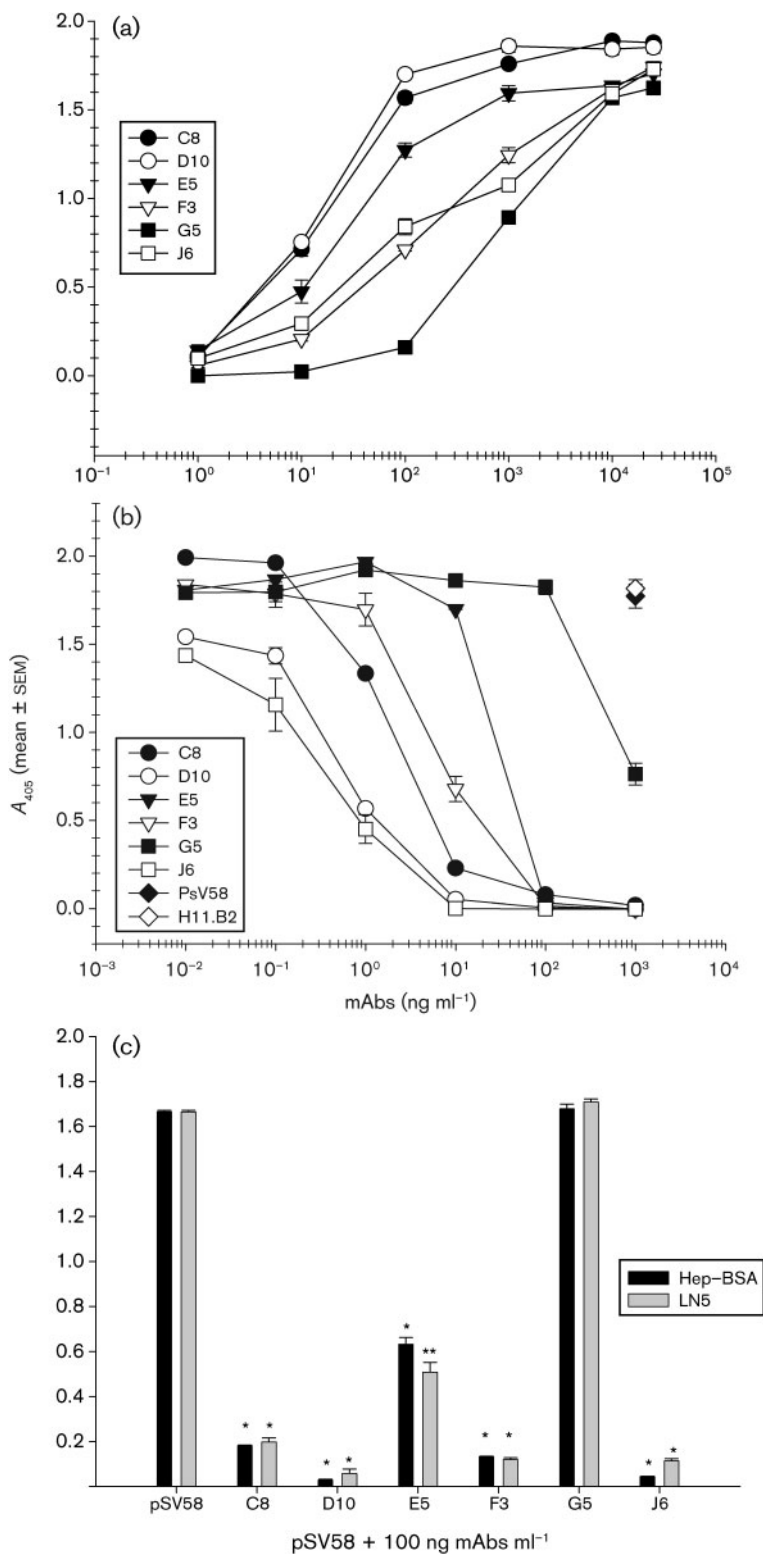 (a)
2.0
1.5
1.0
0.5
0.0
C8
D10
E5
F3
G5
J6
10⁻¹ 10⁰ 10¹ 10² 10³ 10⁴ 10⁵
(b)
2.0
1.5
1.0
0.5
0.0
A₄₀₅ (mean ± SEM)
C8
D10
E5
F3
G5
J6
PsV58
H11.B2
10⁻³ 10⁻² 10⁻¹ 10⁰ 10¹ 10² 10³ 10⁴
mAbs (ng ml⁻¹)
(c)
2.0
1.8
1.6
1.4
1.2
1.0
0.8
0.6
0.4
0.2
Hep–BSA
LN5
* * * * * ** * * * *
pSV58 C8 D10 E5 F3 G5 J6
pSV58 + 100 ng mAbs ml⁻¹